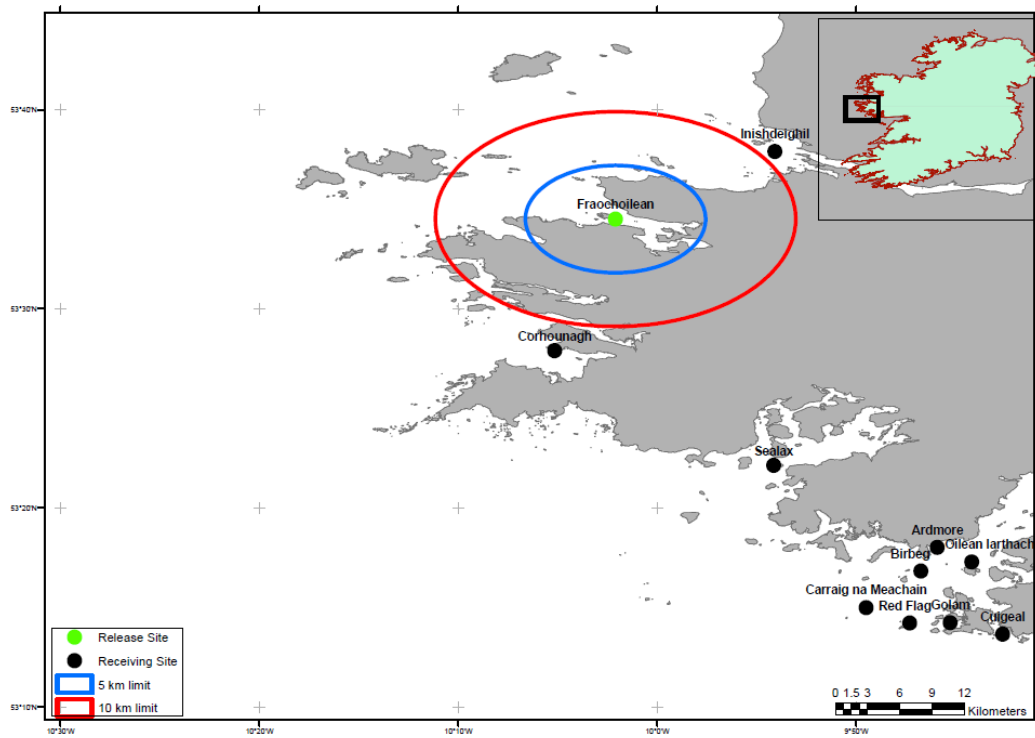 53°40'N
Inishdeighil
Fraochoilean
53°30'N
Corhounagh
Sealax
53°20'N
Ardmore
Oilèan Iarthach
Birbeg
Carraig na Meachain
Red Flag
Golam
Culgeal
Release Site
Receiving Site
5 km limit
10 km limit
53°10'N
0 1.5 3 6 9 12
Kilometers
10°30'W
10°20'W
10°10'W
10°0'W
9°50'W